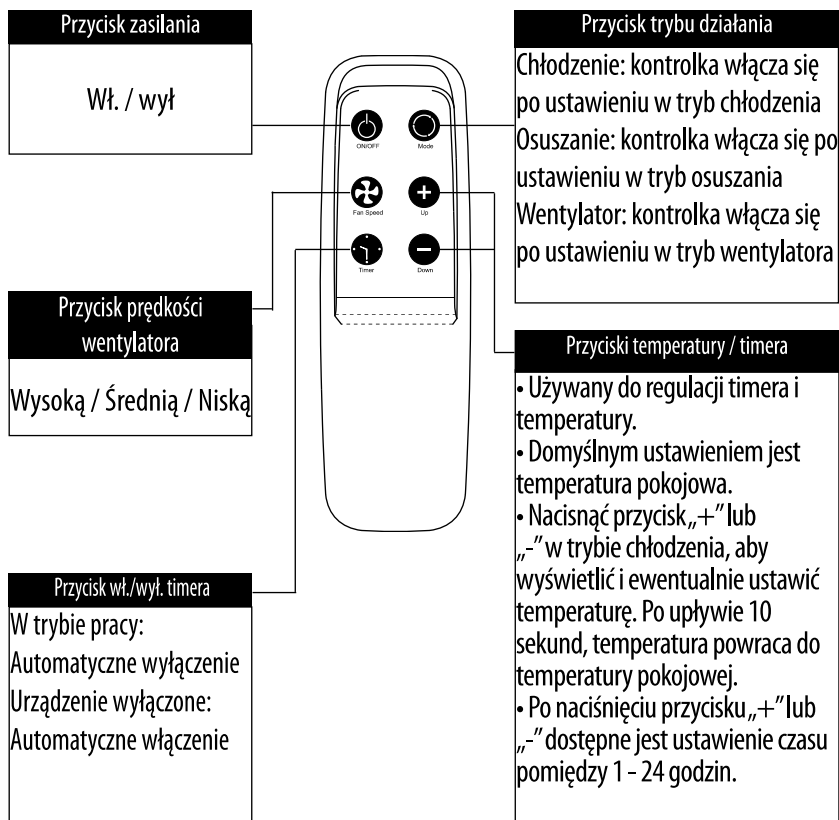 Przycisk zasilania
Wł. / wył
Przycisk prędkości
wentylatora
Wysoką / Średnią / Niską
Przycisk wł./wył. timera
W trybie pracy:
Automatyczne wyłączenie
Urządzenie wyłączone:
Automatyczne włączenie
ON/OFF
Mode
Fan Speed
Up
Timer
Down
Przycisk trybu działania
Chłodzenie: kontrolka włącza się
po ustawieniu w tryb chłodzenia
Osuszanie: kontrolka włącza się po
ustawieniu w tryb osuszania
Wentylator: kontrolka włącza się
po ustawieniu w tryb wentylatora
Przyciski temperatury / timera
• Używany do regulacji timera i
temperatury.
• Domyślnym ustawieniem jest
temperatura pokojowa.
• Nacisnąć przycisk „+” lub
„-” w trybie chłodzenia, aby
wyświetlić i ewentualnie ustawić
temperaturę. Po upływie 10
sekund, temperatura powraca do
temperatury pokojowej.
• Po naciśnięciu przycisku „+” lub
„-” dostępne jest ustawienie czasu
pomiędzy 1 - 24 godzin.